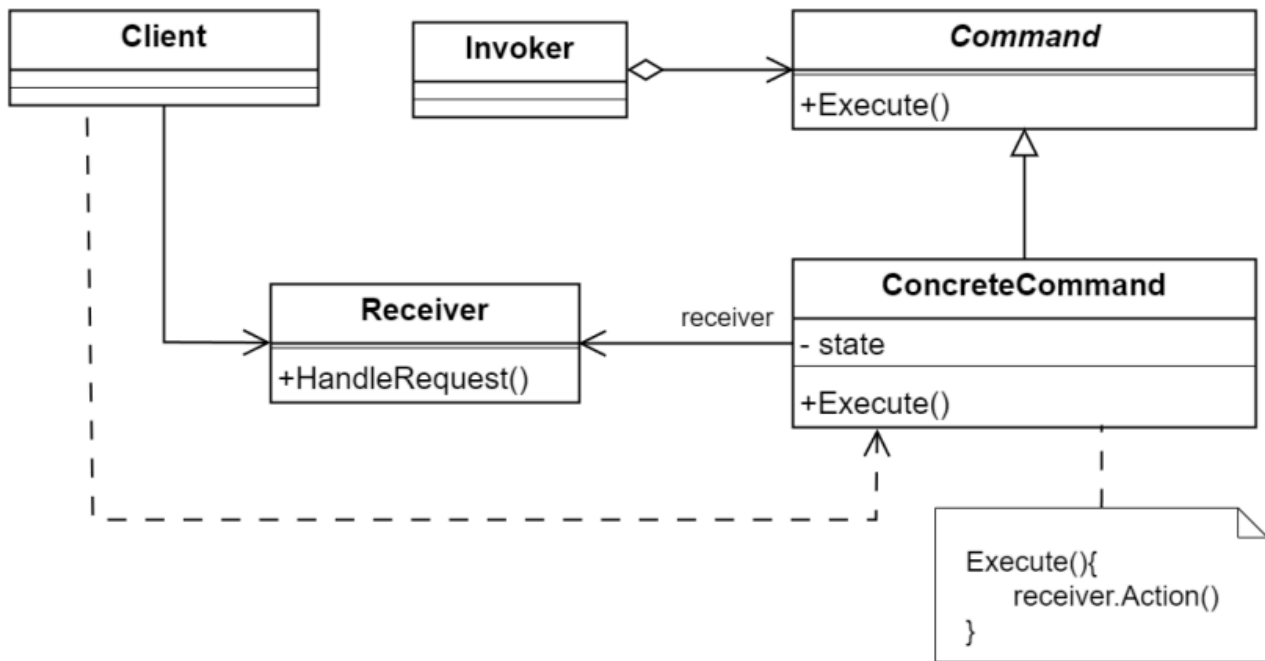 Client
Invoker
Command
+Execute()
Receiver
+HandleRequest()
receiver
ConcreteCommand
- state
+Execute()
Execute(){
receiver.Action()
}